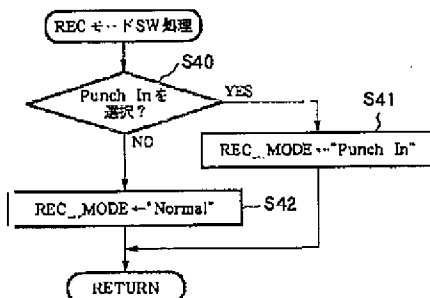 RECモードSW処理
S40
Punch Inを
選択?
YES
S41
NO
REC_MODE←"Punch In"
REC_MODE←"Normal"
S42
RETURN